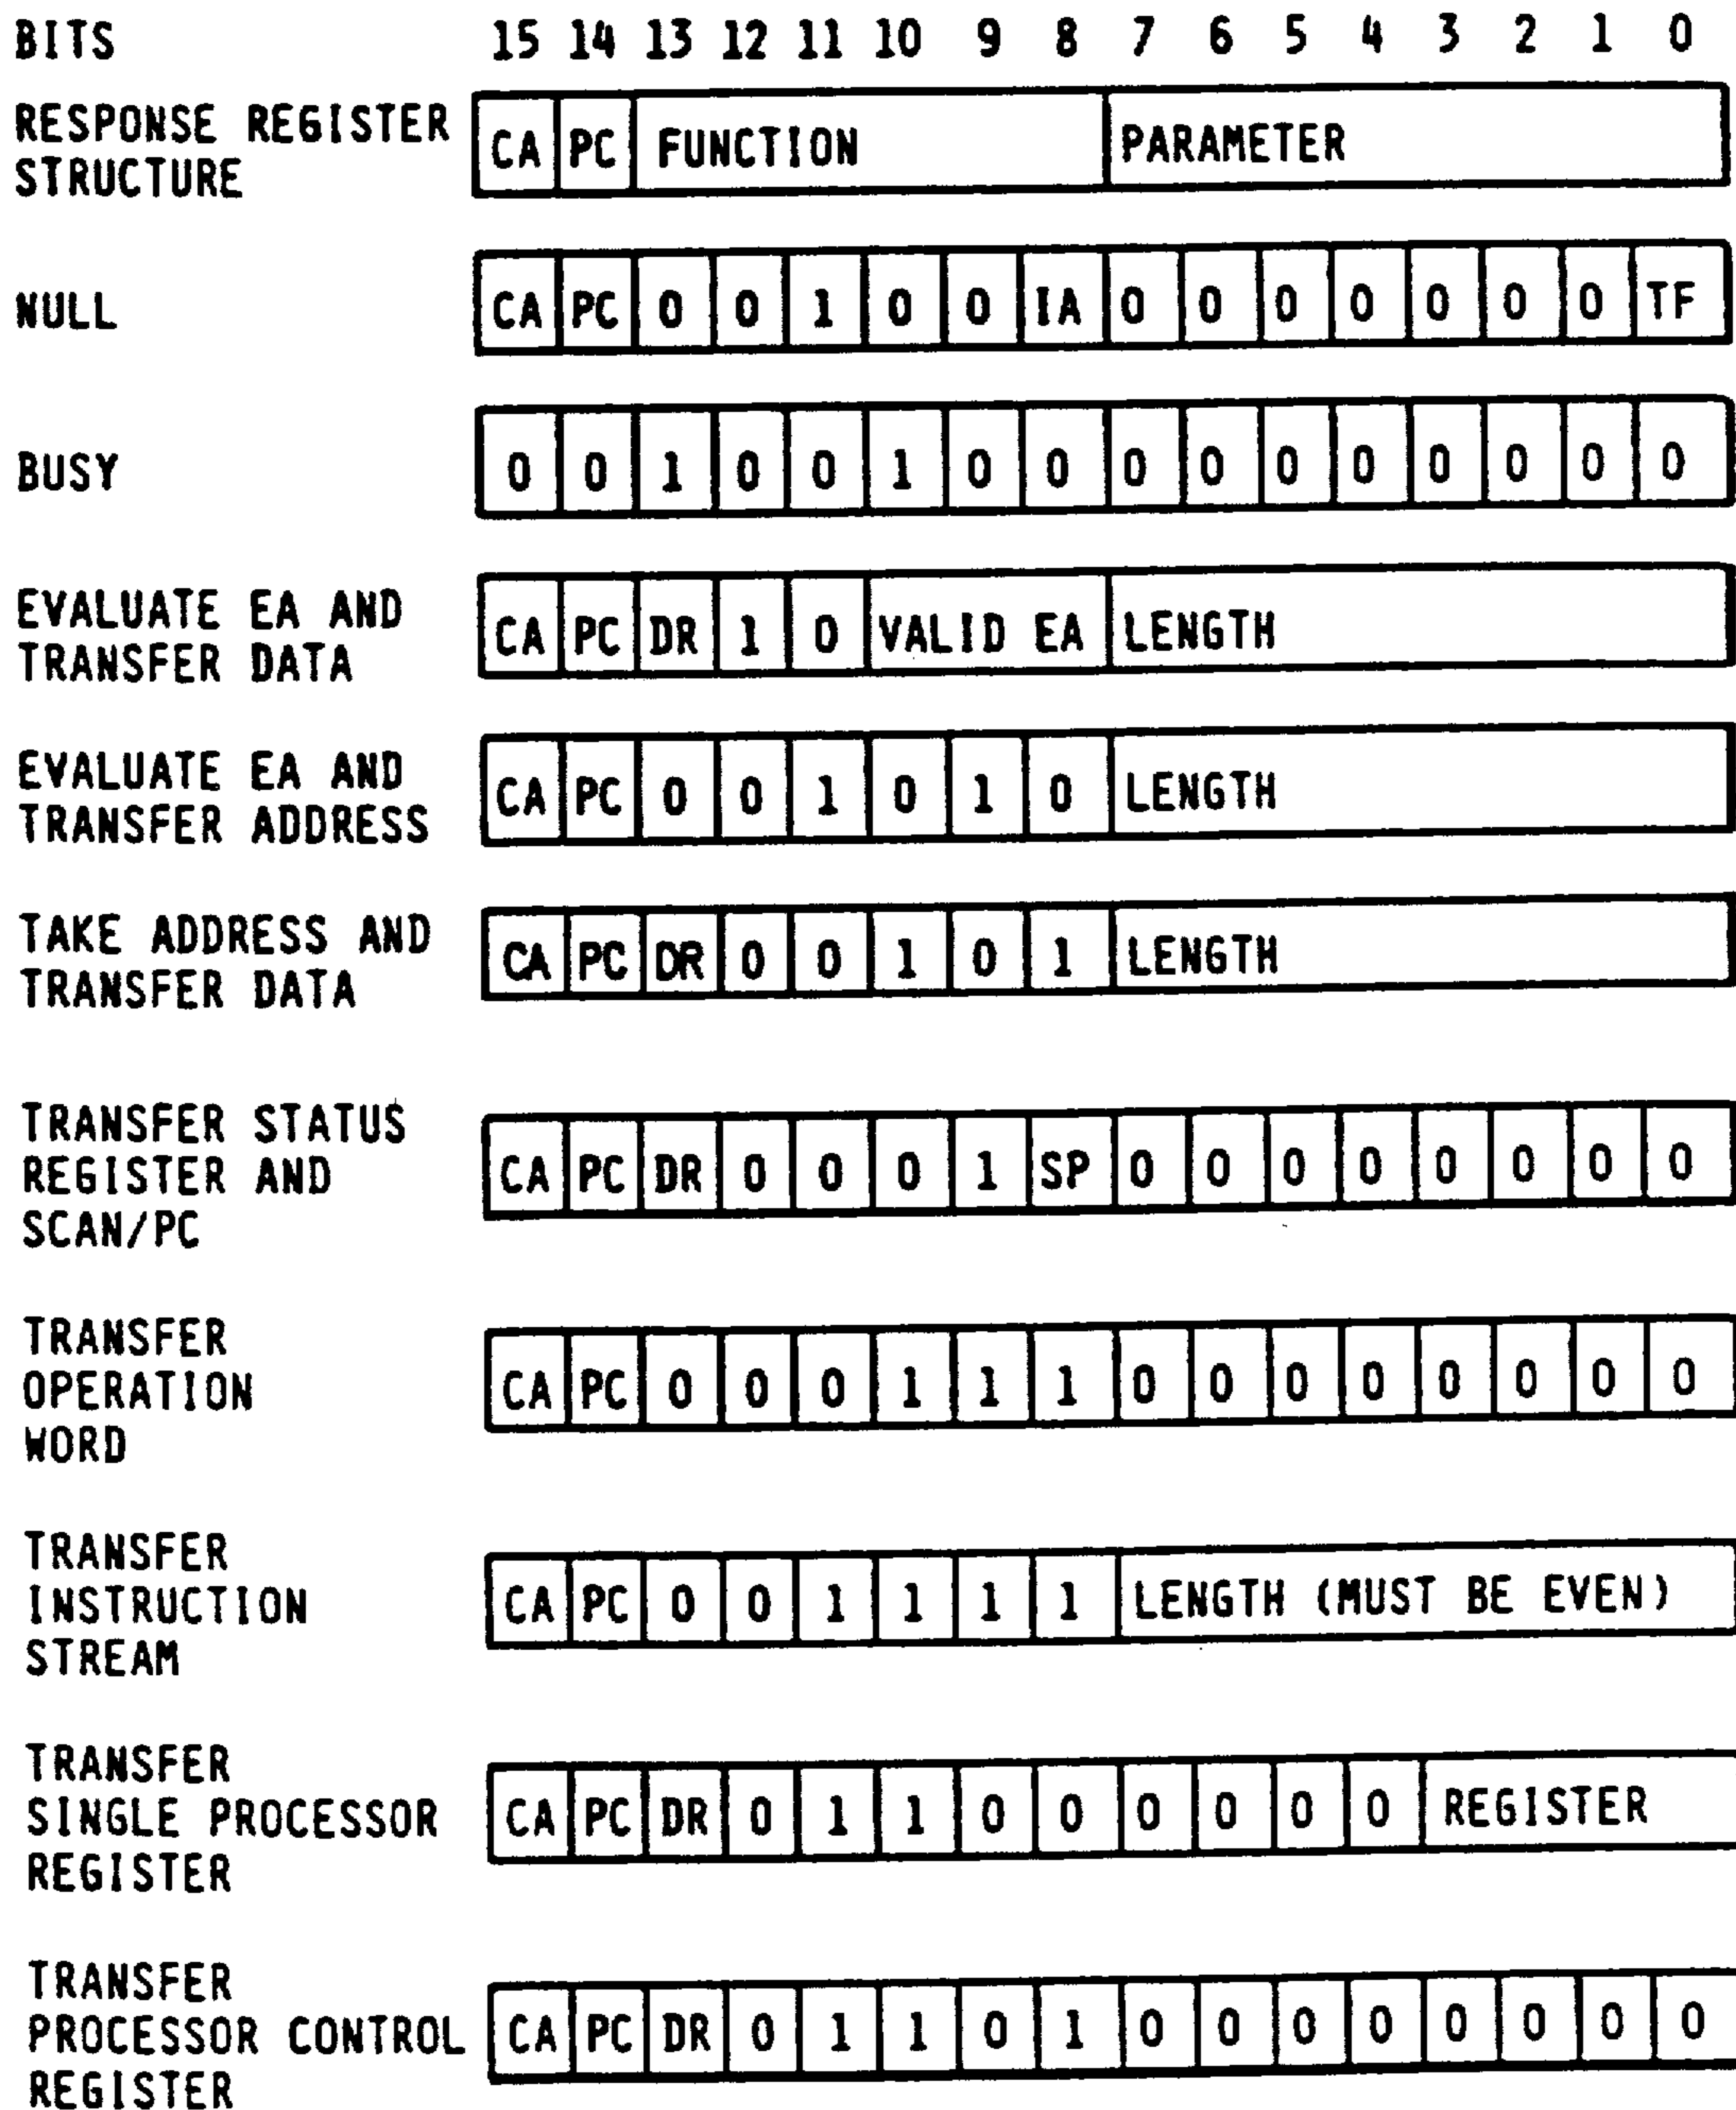 BITS 15 14 13 12 11 10 9 8 7 6 5 4 3 2 1 0
RESPONSE REGISTER
STRUCTURE
CA PC FUNCTION PARAMETER
NULL
CA PC 0 0 1 0 0 IA 0 0 0 0 0 0 0 TF
BUSY
0 0 1 0 0 1 0 0 0 0 0 0 0 0 0 0
EVALUATE EA AND
TRANSFER DATA
CA PC DR 1 0 VALID EA LENGTH
EVALUATE EA AND
TRANSFER ADDRESS
CA PC 0 0 1 0 1 0 LENGTH
TAKE ADDRESS AND
TRANSFER DATA
CA PC DR 0 0 1 0 1 LENGTH
TRANSFER STATUS
REGISTER AND
SCAN/PC
CA PC DR 0 0 0 1 SP 0 0 0 0 0 0 0 0
TRANSFER
OPERATION
WORD
CA PC 0 0 0 1 1 1 0 0 0 0 0 0 0 0
TRANSFER
INSTRUCTION
STREAM
CA PC 0 0 1 1 1 1 LENGTH (MUST BE EVEN)
TRANSFER
SINGLE PROCESSOR
REGISTER
CA PC DR 0 1 1 0 0 0 0 0 0 REGISTER
TRANSFER
PROCESSOR CONTROL
REGISTER
CA PC DR 0 1 1 0 1 0 0 0 0 0 0 0 0